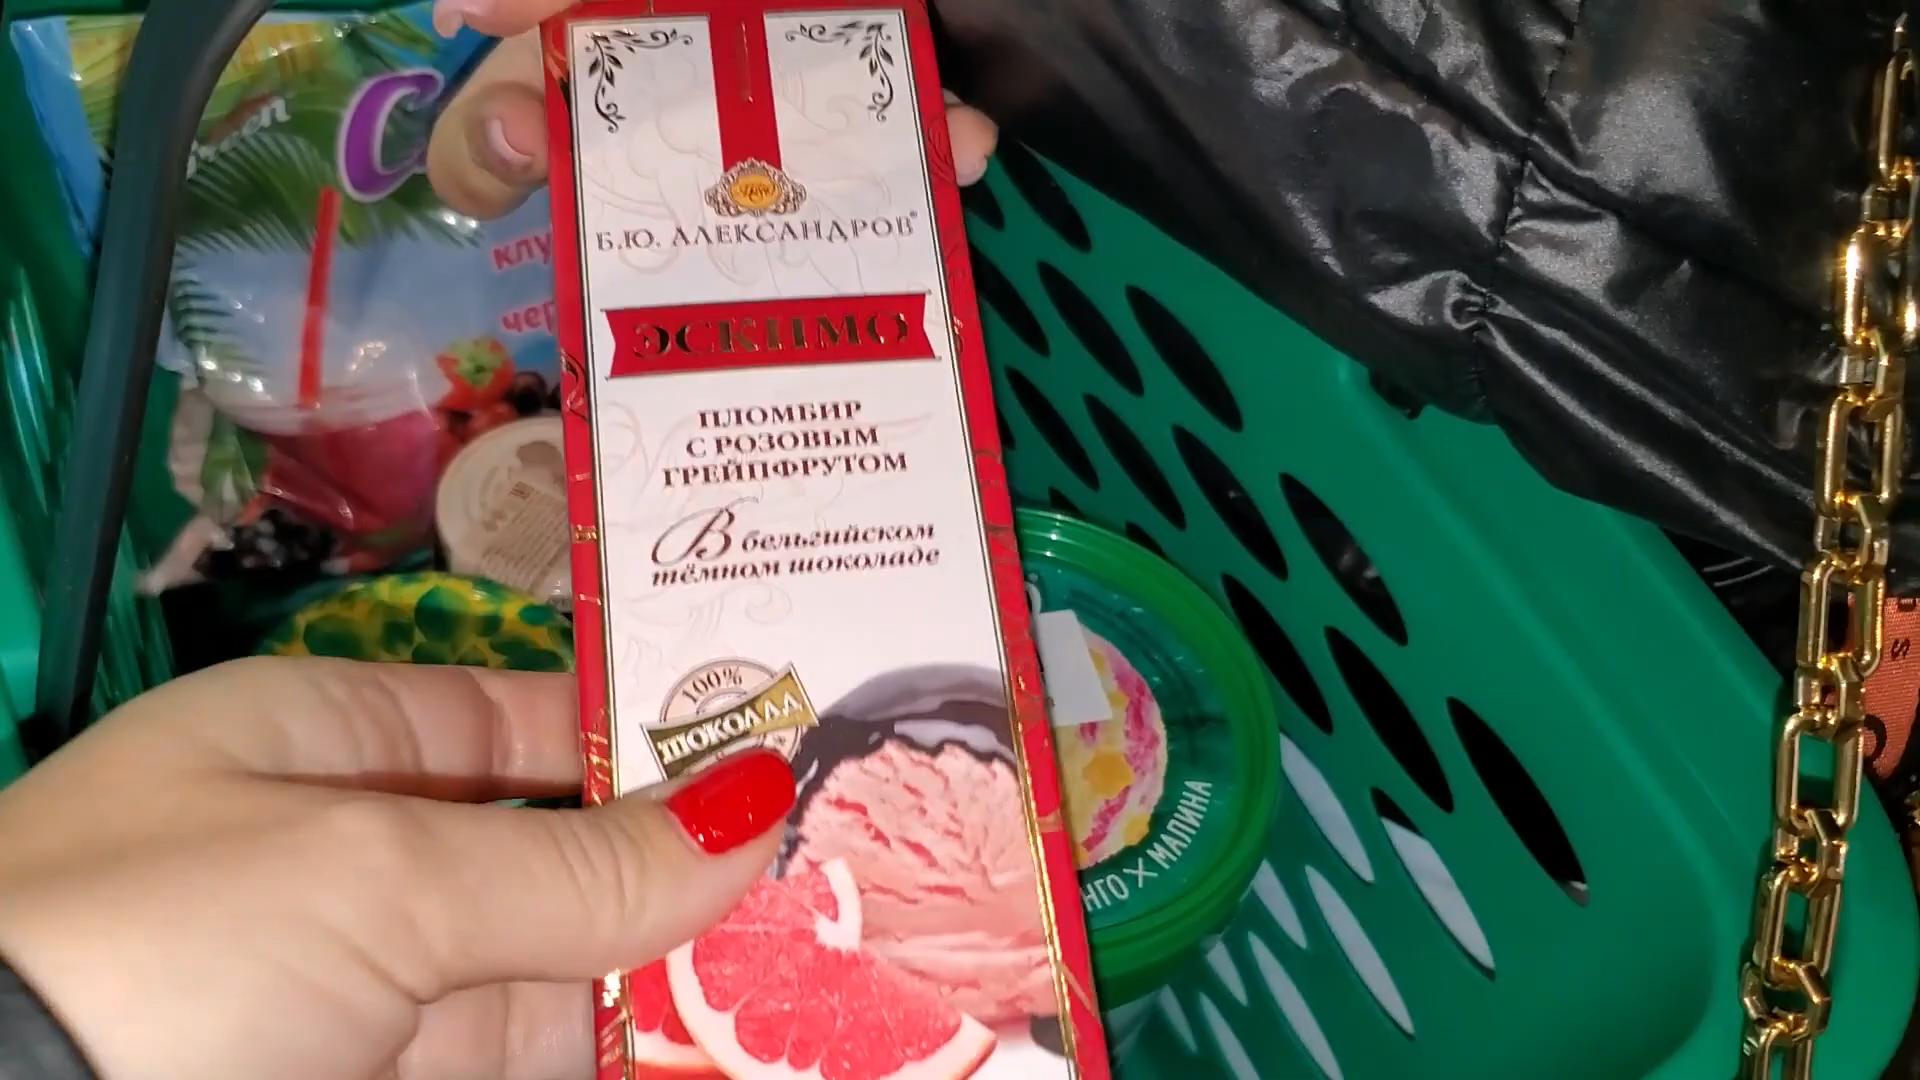 Б.Ю. АЛЕКСАНДРОВ®
ЭСКИМО
ПЛОМБИР
С РОЗОВЫМ
ГРЕЙПФРУТОМ
В бельгийском
тёмном шоколаде
100%
ШОКОЛАД
НГО X МАЛИНА
клу
чер